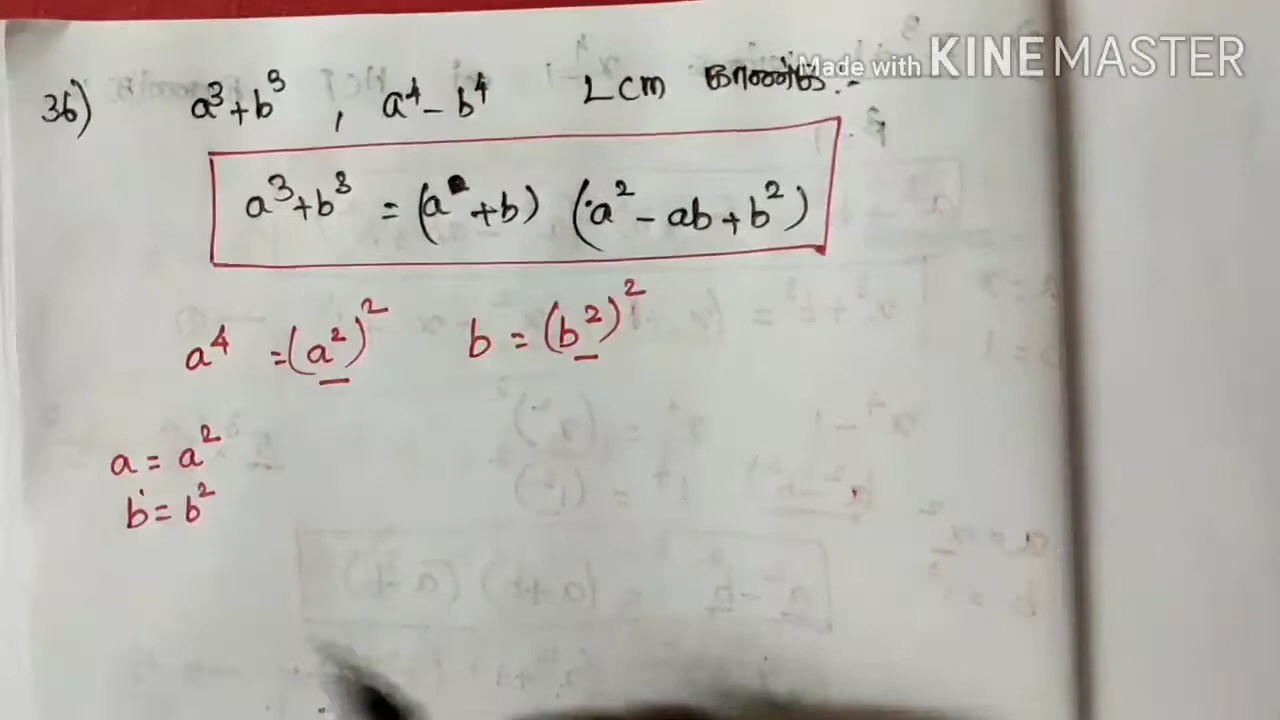 Made with KINEMASTER
36) a³+b³ , a⁴-b⁴ Lcm காண்க:-
a³+b³ = (a +b) (a²-ab+b²)
a⁴ =(a²)² b = (b²)²
a = a²
b = b²